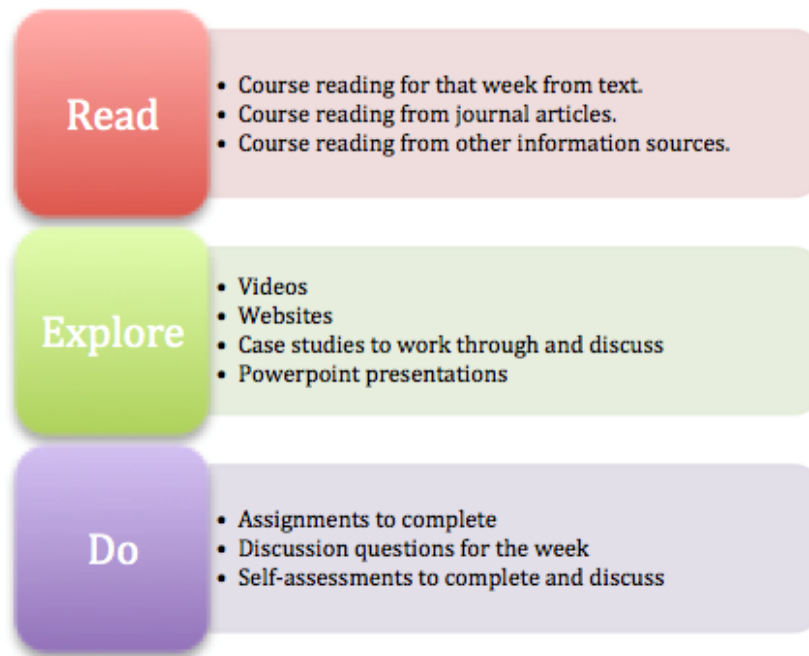 Read
• Course reading for that week from text.
• Course reading from journal articles.
• Course reading from other information sources.
Explore
• Videos
• Websites
• Case studies to work through and discuss
• Powerpoint presentations
Do
• Assignments to complete
• Discussion questions for the week
• Self-assessments to complete and discuss